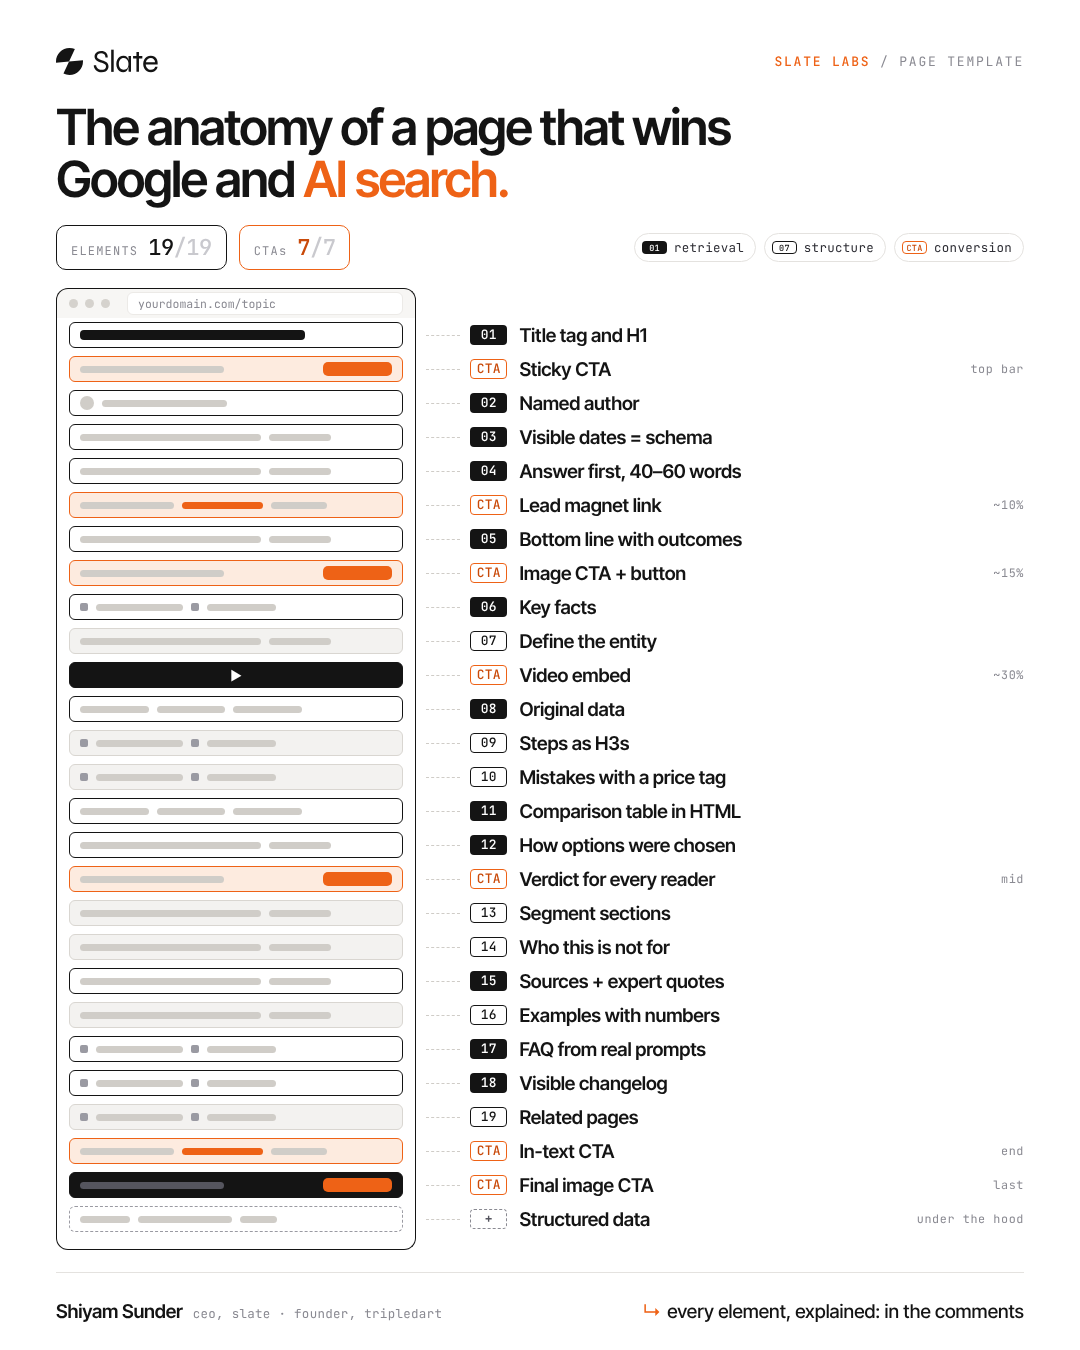 Slate
SLATE LABS / PAGE TEMPLATE
The anatomy of a page that wins
Google and AI search.
ELEMENTS 19/19
CTAs 7/7
01 retrieval
07 structure
CTA conversion
yourdomain.com/topic
01 Title tag and H1
CTA Sticky CTA top bar
02 Named author
03 Visible dates = schema
04 Answer first, 40–60 words
CTA Lead magnet link ~10%
05 Bottom line with outcomes
CTA Image CTA + button ~15%
06 Key facts
07 Define the entity
CTA Video embed ~30%
08 Original data
09 Steps as H3s
10 Mistakes with a price tag
11 Comparison table in HTML
12 How options were chosen
CTA Verdict for every reader mid
13 Segment sections
14 Who this is not for
15 Sources + expert quotes
16 Examples with numbers
17 FAQ from real prompts
18 Visible changelog
19 Related pages
CTA In-text CTA end
CTA Final image CTA last
+ Structured data under the hood
Shiyam Sunder ceo, slate · founder, tripledart
↳ every element, explained: in the comments